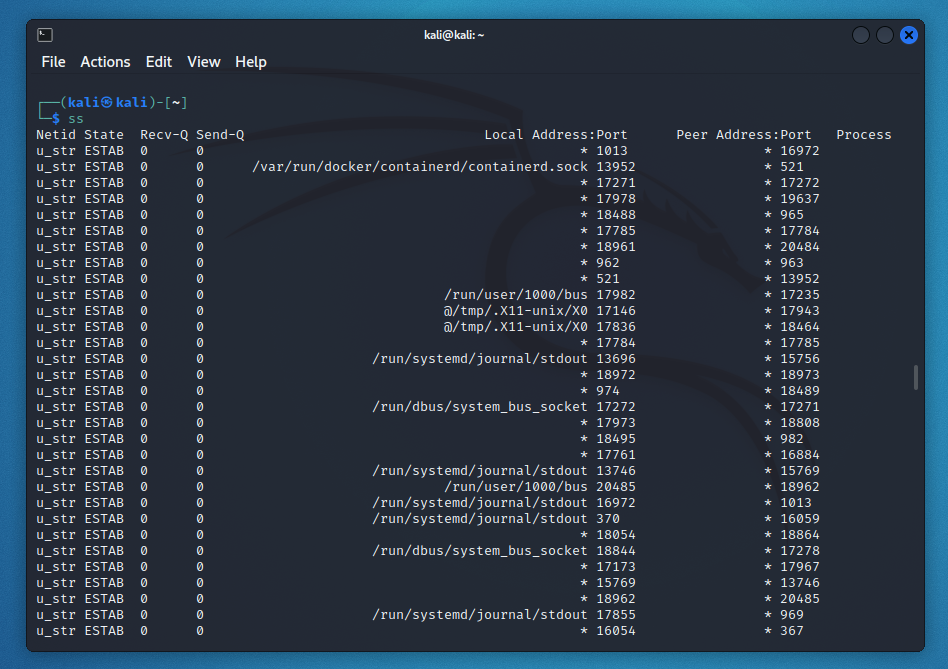 kali@kali: ~
File Actions Edit View Help
┌──(kali㉿kali)-[~]
└─$ ss
Netid State Recv-Q Send-Q Local Address:Port Peer Address:Port Process
u_str ESTAB 0 0 * 1013 * 16972
u_str ESTAB 0 0 /var/run/docker/containerd/containerd.sock 13952 * 521
u_str ESTAB 0 0 * 17271 * 17272
u_str ESTAB 0 0 * 17978 * 19637
u_str ESTAB 0 0 * 18488 * 965
u_str ESTAB 0 0 * 17785 * 17784
u_str ESTAB 0 0 * 18961 * 20484
u_str ESTAB 0 0 * 962 * 963
u_str ESTAB 0 0 * 521 * 13952
u_str ESTAB 0 0 /run/user/1000/bus 17982 * 17235
u_str ESTAB 0 0 @/tmp/.X11-unix/X0 17146 * 17943
u_str ESTAB 0 0 @/tmp/.X11-unix/X0 17836 * 18464
u_str ESTAB 0 0 * 17784 * 17785
u_str ESTAB 0 0 /run/systemd/journal/stdout 13696 * 15756
u_str ESTAB 0 0 * 18972 * 18973
u_str ESTAB 0 0 * 974 * 18489
u_str ESTAB 0 0 /run/dbus/system_bus_socket 17272 * 17271
u_str ESTAB 0 0 * 17973 * 18808
u_str ESTAB 0 0 * 18495 * 982
u_str ESTAB 0 0 * 17761 * 16884
u_str ESTAB 0 0 /run/systemd/journal/stdout 13746 * 15769
u_str ESTAB 0 0 /run/user/1000/bus 20485 * 18962
u_str ESTAB 0 0 /run/systemd/journal/stdout 16972 * 1013
u_str ESTAB 0 0 /run/systemd/journal/stdout 370 * 16059
u_str ESTAB 0 0 * 18054 * 18864
u_str ESTAB 0 0 /run/dbus/system_bus_socket 18844 * 17278
u_str ESTAB 0 0 * 17173 * 17967
u_str ESTAB 0 0 * 15769 * 13746
u_str ESTAB 0 0 * 18962 * 20485
u_str ESTAB 0 0 /run/systemd/journal/stdout 17855 * 969
u_str ESTAB 0 0 * 16054 * 367